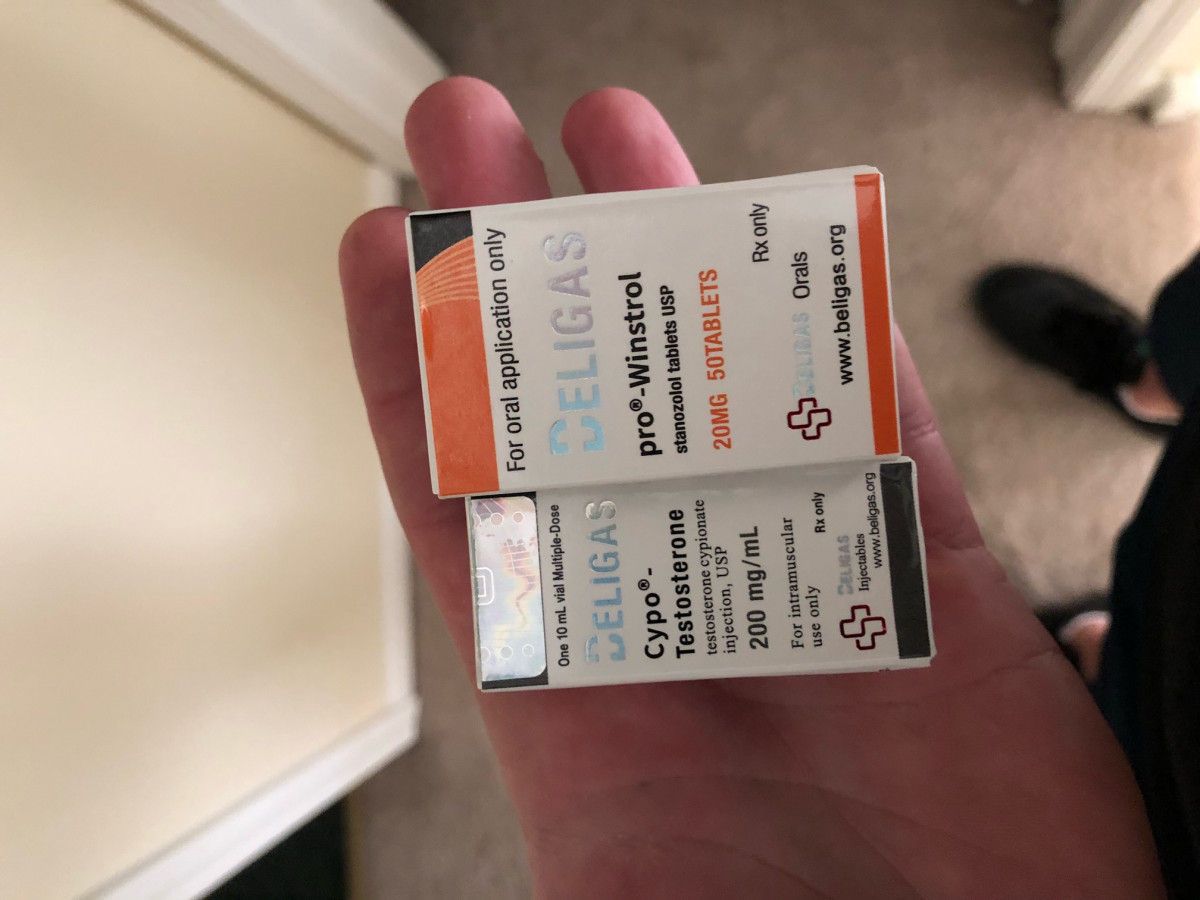 For oral application only
BELIGAS
pro®-Winstrol
stanozolol tablets USP
20MG 50TABLETS
Rx only
BELIGAS Orals
www.beligas.org
One 10 mL vial Multiple-Dose
BELIGAS
Cypo®-
Testosterone
testosterone cypionate
injection, USP
200 mg/mL
For intramuscular
use only
Rx only
BELIGAS
Injectables
www.beligas.org